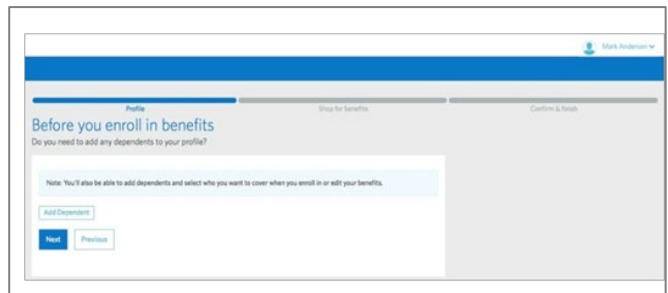 Mark Anderson
Profile
Shop for benefits
Confirm & finish
Before you enroll in benefits
Do you need to add any dependents to your profile?
Note: You'll also be able to add dependents and select who you want to cover when you enroll in or edit your benefits.
Add Dependent
Next
Previous